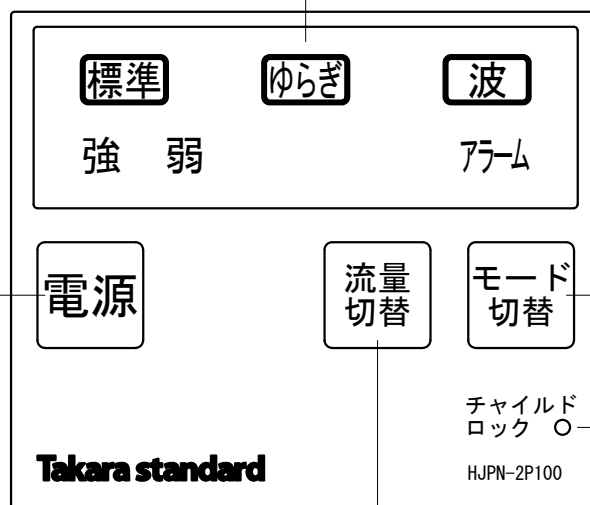 標準 ゆらぎ 波
強 弱 アラーム
電源
流量
切替
モード
切替
チャイルド
ロック
Takara standard
HJPN-2P100